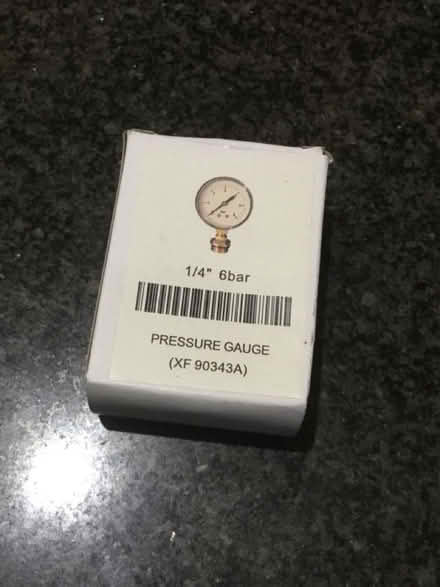 1/4" 6bar
PRESSURE GAUGE
(XF 90343A)